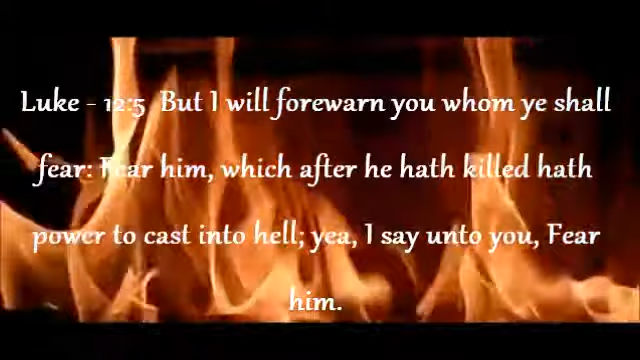 Luke - 12:5 But I will forewarn you whom ye shall
fear: Fear him, which after he hath killed hath
power to cast into hell; yea, I say unto you, Fear
him.